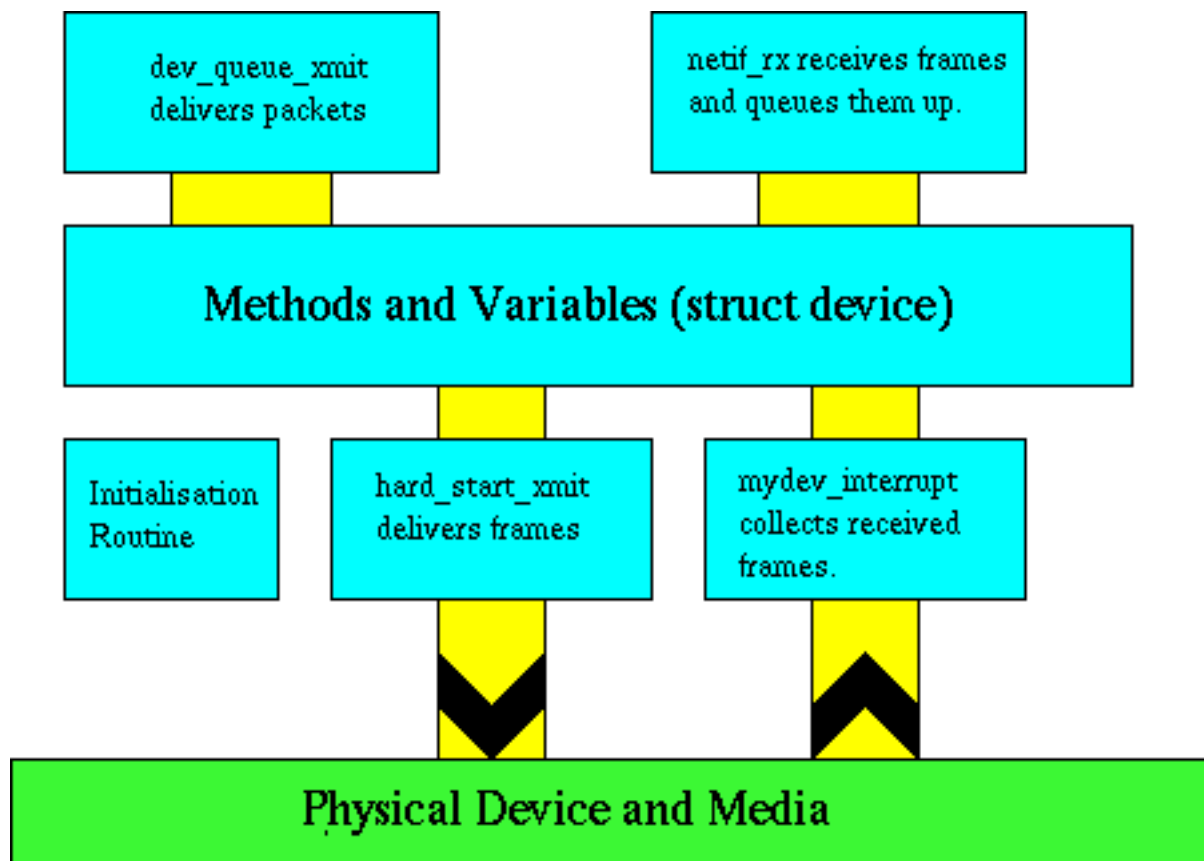 dev_queue_xmit
delivers packets
netif_rx receives frames
and queues them up.
Methods and Variables (struct device)
Initialisation
Routine
hard_start_xmit
delivers frames
mydev_interrupt
collects received
frames.
Physical Device and Media